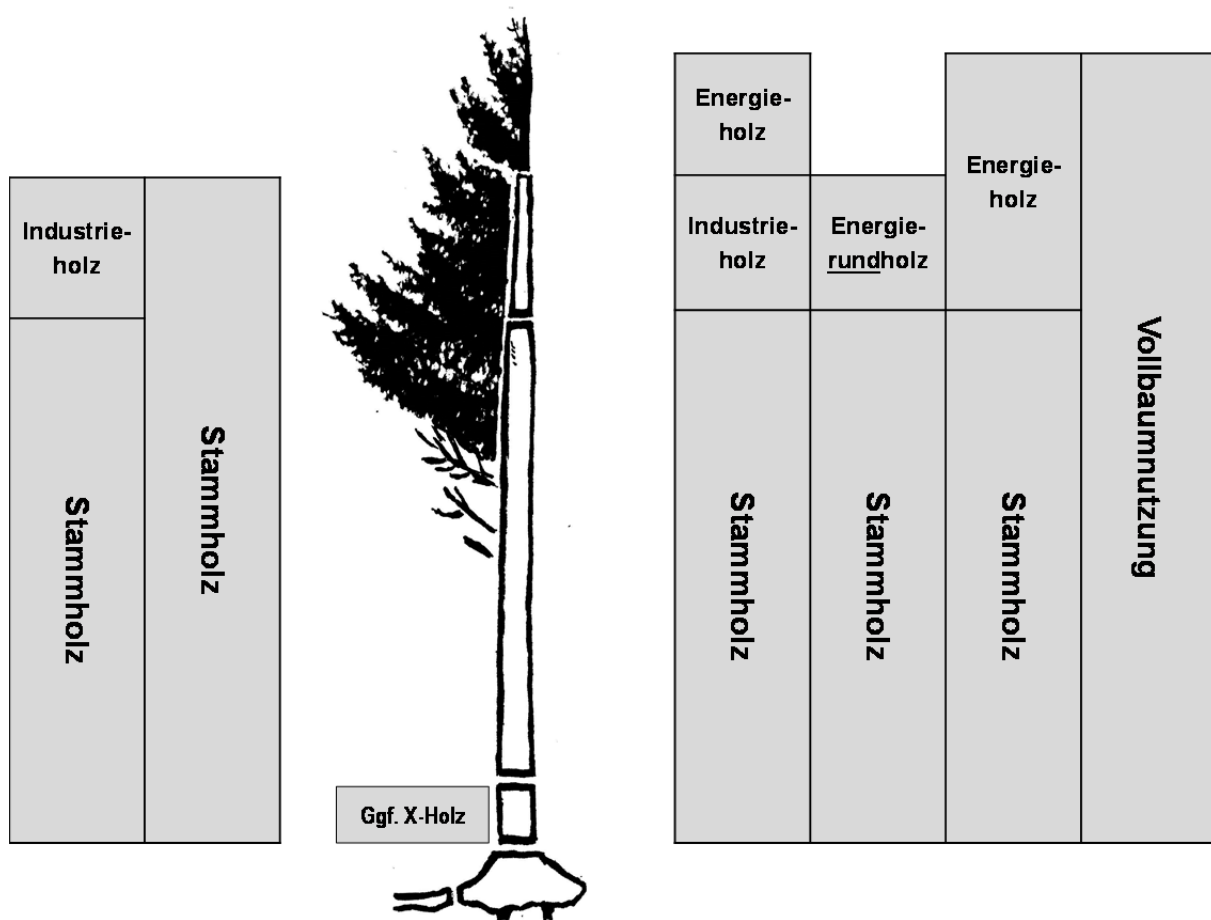 Industrie-
holz
Stammholz
Stammholz
Ggf. X-Holz
Energie-
holz
Industrie-
holz
Stammholz
Energie-
rundholz
Stammholz
Energie-
holz
Stammholz
Vollbaumnutzung